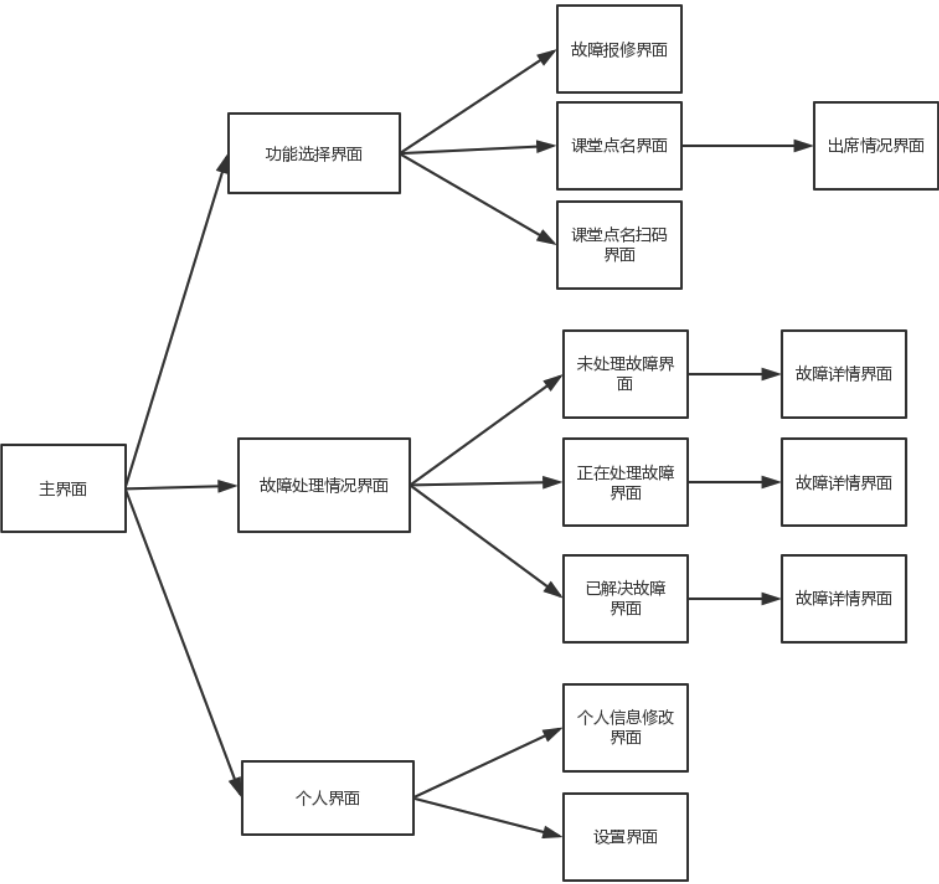 故障报修界面
功能选择界面
课堂点名界面
出席情况界面
课堂点名扫码
界面
未处理故障界
面
故障详情界面
主界面
故障处理情况界面
正在处理故障
界面
故障详情界面
已解决故障
界面
故障详情界面
个人信息修改
界面
个人界面
设置界面